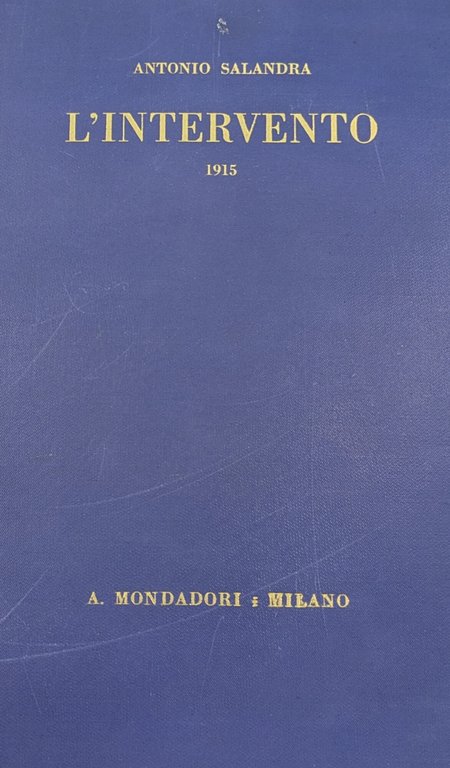 ANTONIO SALANDRA
L'INTERVENTO
1915
A. MONDADORI : MILANO